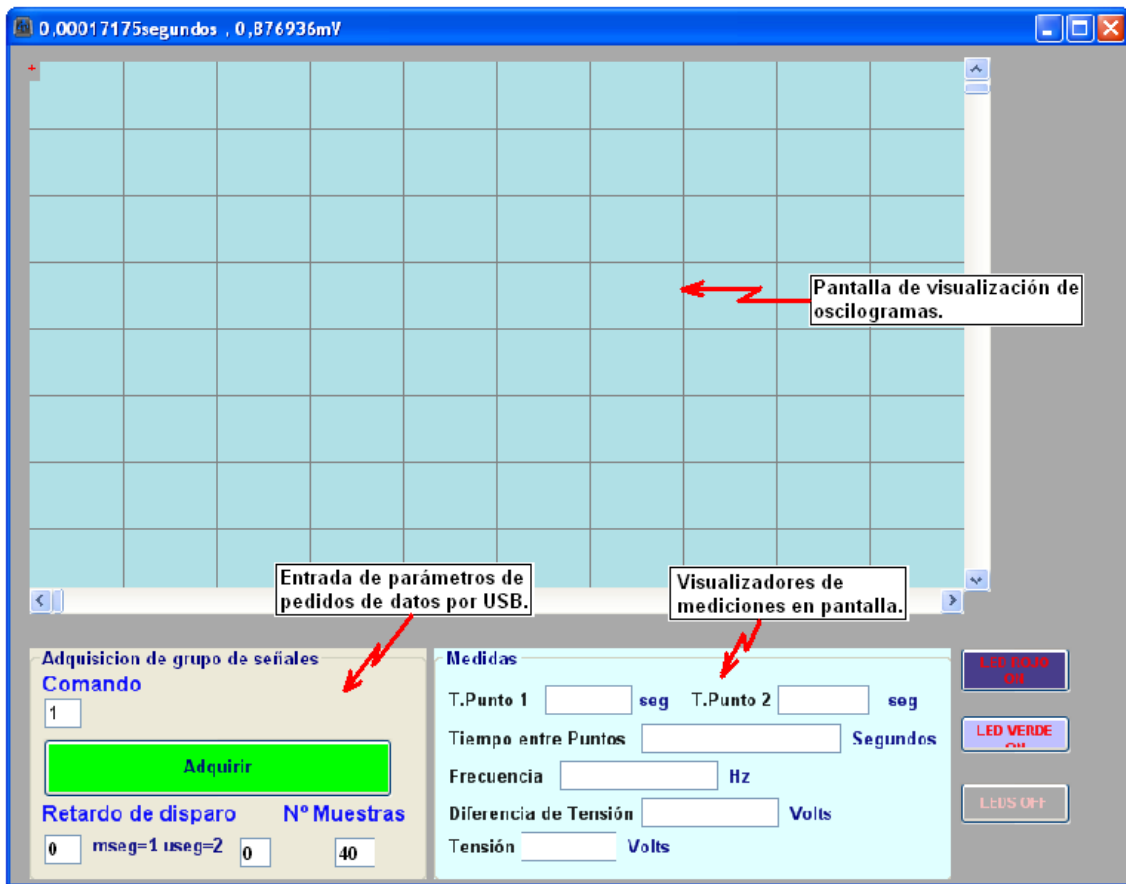 0,00017175segundos , 0,876936mV
Pantalla de visualización de
oscilogramas.
Entrada de parámetros de
pedidos de datos por USB.
Visualizadores de
mediciones en pantalla.
Adquisicion de grupo de señales
Comando
1
Adquirir
Retardo de disparo Nº Muestras
0 mseg=1 useg=2 0 40
Medidas
T.Punto 1 seg T.Punto 2 seg
Tiempo entre Puntos Segundos
Frecuencia Hz
Diferencia de Tensión Volts
Tensión Volts
LED ROJO
ON
LED VERDE
ON
LEDS OFF